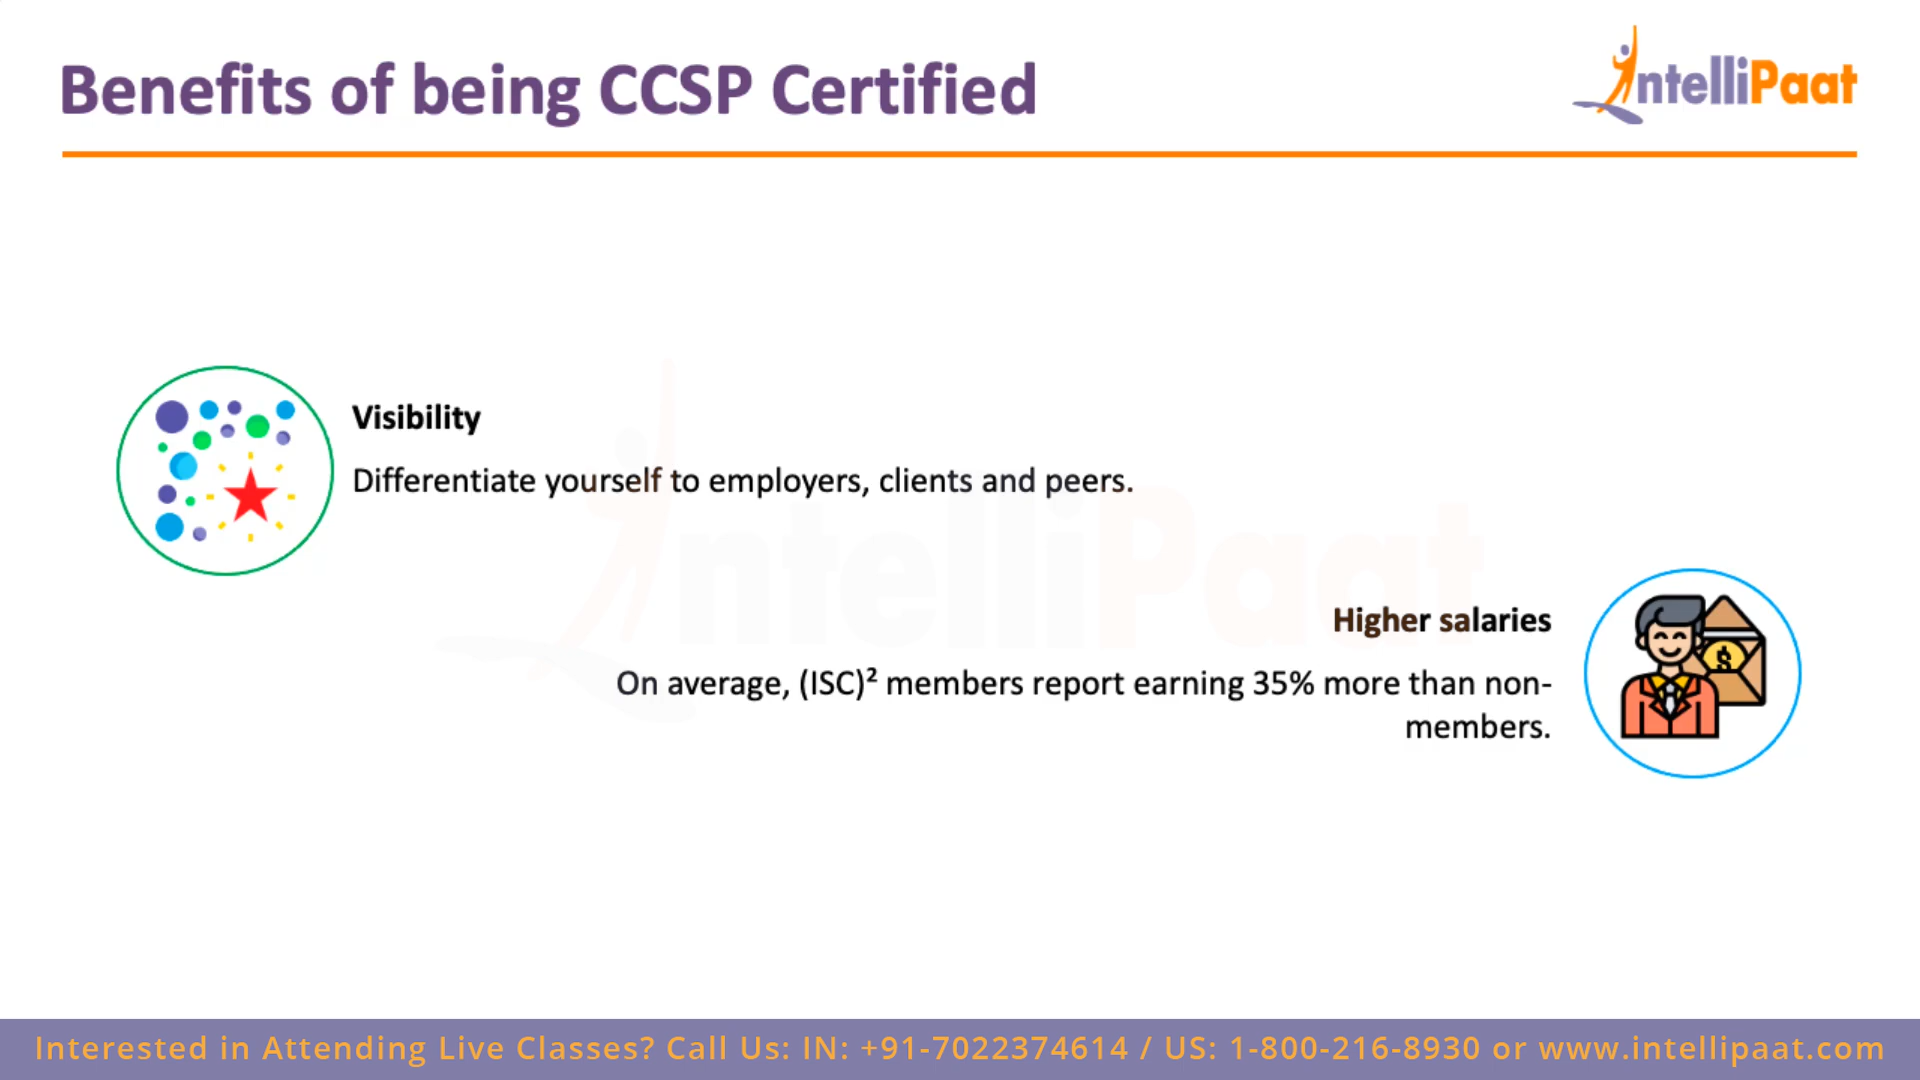 Benefits of being CCSP Certified
IntelliPaat
Visibility
Differentiate yourself to employers, clients and peers.
IntelliPaat
Higher salaries
On average, (ISC)² members report earning 35% more than non-
members.
$
Interested in Attending Live Classes? Call Us: IN: +91-7022374614 / US: 1-800-216-8930 or www.intellipaat.com